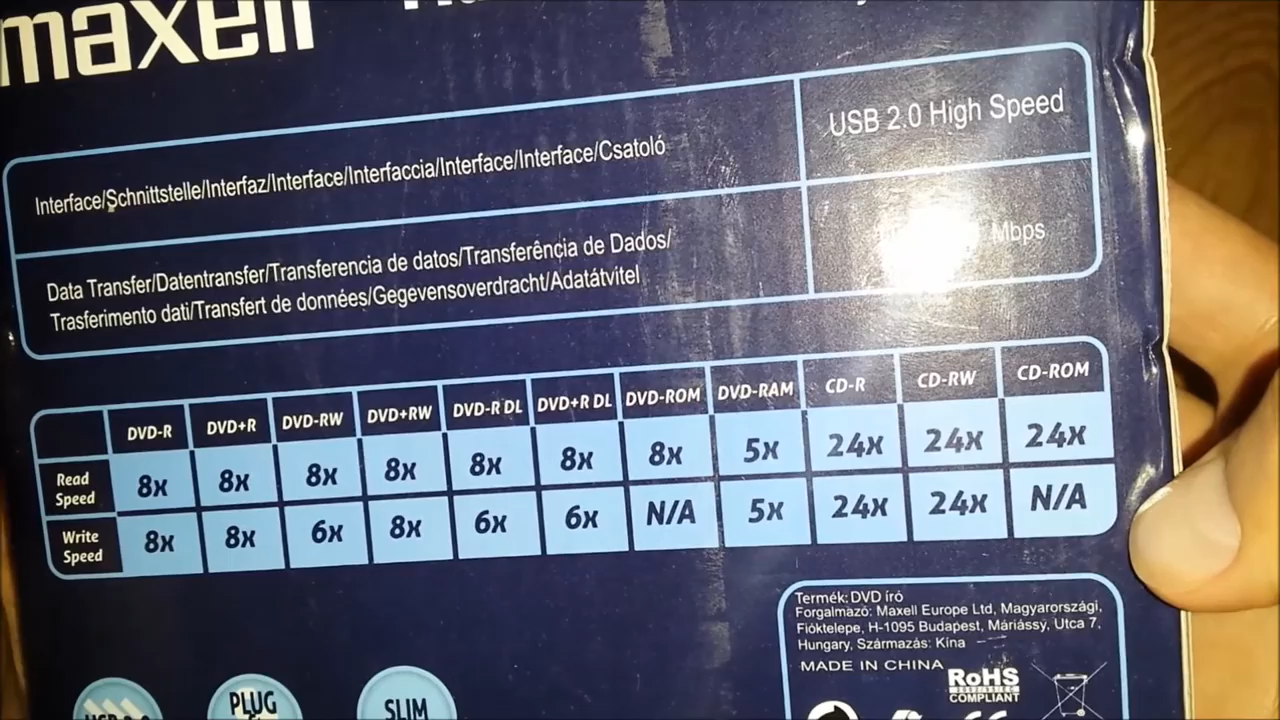 maxell
Interface/Schnittstelle/Interfaz/Interface/Interfaccia/Interface/Interface/Csatoló
USB 2.0 High Speed
Data Transfer/Datentransfer/Transferencia de datos/Transferência de Dados/
Trasferimento dati/Transfert de données/Gegevensoverdracht/Adatátvitel
Mbps
DVD-R DVD+R DVD-RW DVD+RW DVD-R DL DVD+R DL DVD-ROM DVD-RAM CD-R CD-RW CD-ROM
Read Speed 8x 8x 8x 8x 8x 8x 8x 5x 24x 24x 24x
Write Speed 8x 8x 6x 8x 6x 6x N/A 5x 24x 24x N/A
Termék: DVD író
Forgalmazó: Maxell Europe Ltd, Magyarországi,
Fióktelepe, H-1095 Budapest, Máriássy, Utca 7,
Hungary, Származás: Kína
MADE IN CHINA
RoHS
COMPLIANT
USB 2.0
PLUG
SLIM